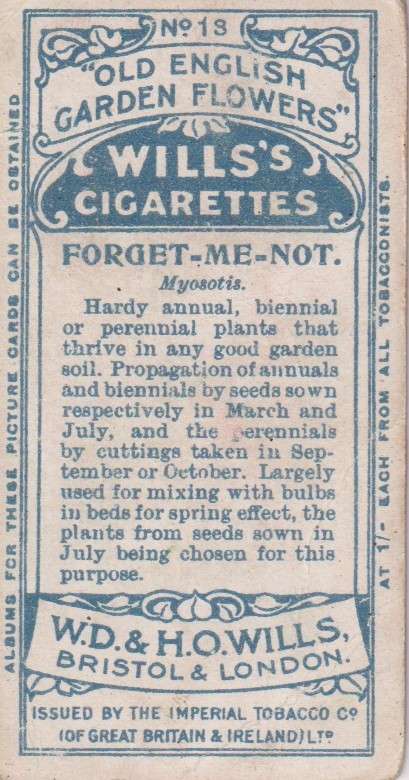 No 13
"OLD ENGLISH
GARDEN FLOWERS"
WILLS's
CIGARETTES
FORGET-ME-NOT.
Myosotis.
Hardy annual, biennial
or perennial plants that
thrive in any good garden
soil. Propagation of annuals
and biennials by seeds sown
respectively in March and
July, and the perennials
by cuttings taken in Sep-
tember or October. Largely
used for mixing with bulbs
in beds for spring effect, the
plants from seeds sown in
July being chosen for this
purpose.
W.D. & H.O. WILLS,
BRISTOL & LONDON.
ISSUED BY THE IMPERIAL TOBACCO Co
(OF GREAT BRITAIN & IRELAND) LTD
ALBUMS FOR THESE PICTURE CARDS CAN BE OBTAINED
AT 1/- EACH FROM ALL TOBACCONISTS.